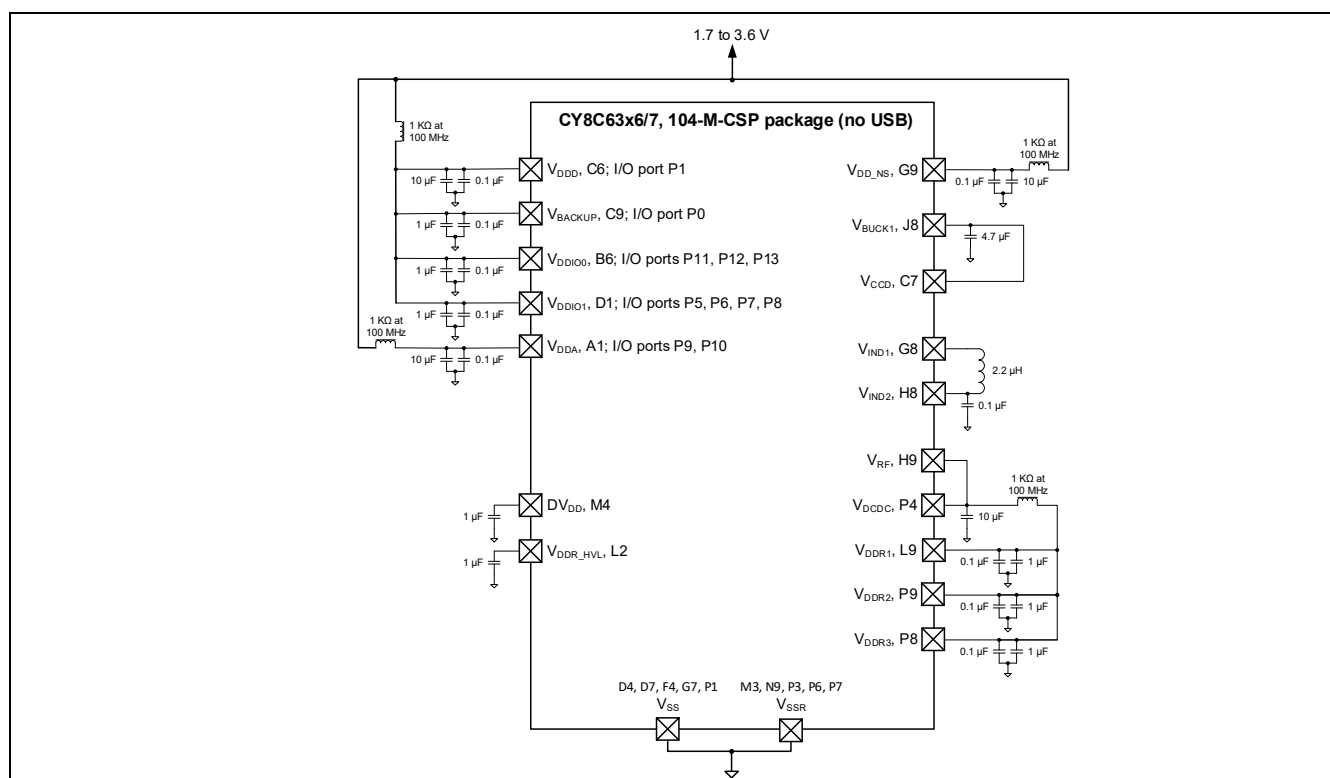 1.7 to 3.6 V
CY8C63x6/7, 104-M-CSP package (no USB)
1 KΩ at
100 MHz
VDDD, C6; I/O port P1
10 µF
0.1 µF
VBACKUP, C9; I/O port P0
1 µF
0.1 µF
VDDIO0, B6; I/O ports P11, P12, P13
1 µF
0.1 µF
VDDIO1, D1; I/O ports P5, P6, P7, P8
1 µF
0.1 µF
1 KΩ at
100 MHz
VDDA, A1; I/O ports P9, P10
10 µF
0.1 µF
DVDD, M4
1 µF
VDDR_HVL, L2
1 µF
1 KΩ at
100 MHz
VDD_NS, G9
0.1 µF
10 µF
VBUCK1, J8
4.7 µF
VCCD, C7
VIND1, G8
2.2 µH
VIND2, H8
0.1 µF
VRF, H9
1 KΩ at
100 MHz
VDCDC, P4
10 µF
VDDR1, L9
0.1 µF
1 µF
VDDR2, P9
0.1 µF
1 µF
VDDR3, P8
0.1 µF
1 µF
D4, D7, F4, G7, P1
VSS
M3, N9, P3, P6, P7
VSSR